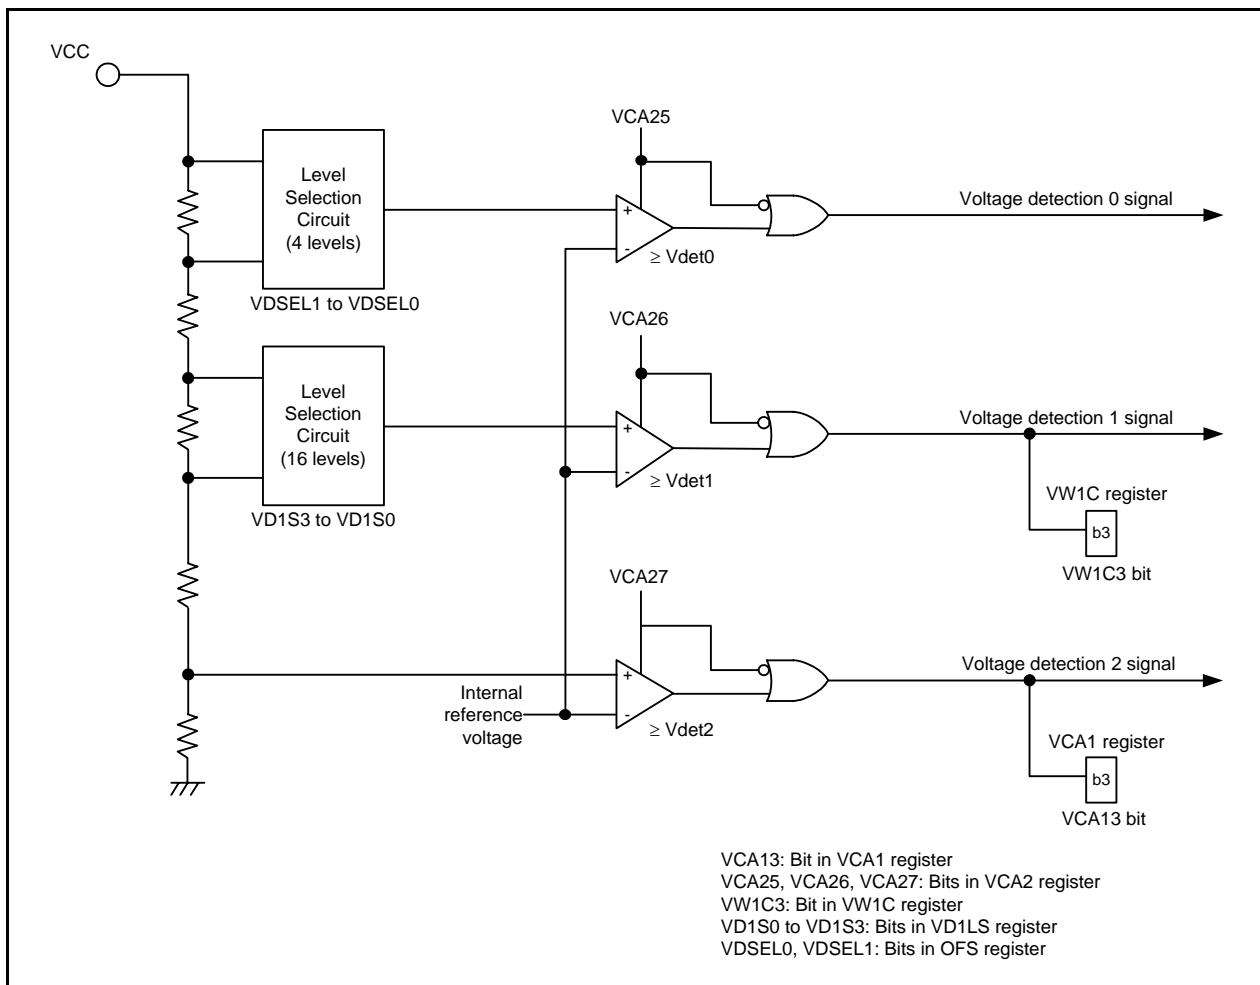 VCC
VCA25
Level
Selection
Circuit
(4 levels)
+
-
≥ Vdet0
Voltage detection 0 signal
VDSEL1 to VDSEL0
VCA26
Level
Selection
Circuit
(16 levels)
+
-
≥ Vdet1
Voltage detection 1 signal
VD1S3 to VD1S0
VW1C register
b3
VW1C3 bit
VCA27
+
-
≥ Vdet2
Voltage detection 2 signal
Internal
reference
voltage
VCA1 register
b3
VCA13 bit
VCA13: Bit in VCA1 register
VCA25, VCA26, VCA27: Bits in VCA2 register
VW1C3: Bit in VW1C register
VD1S0 to VD1S3: Bits in VD1LS register
VDSEL0, VDSEL1: Bits in OFS register